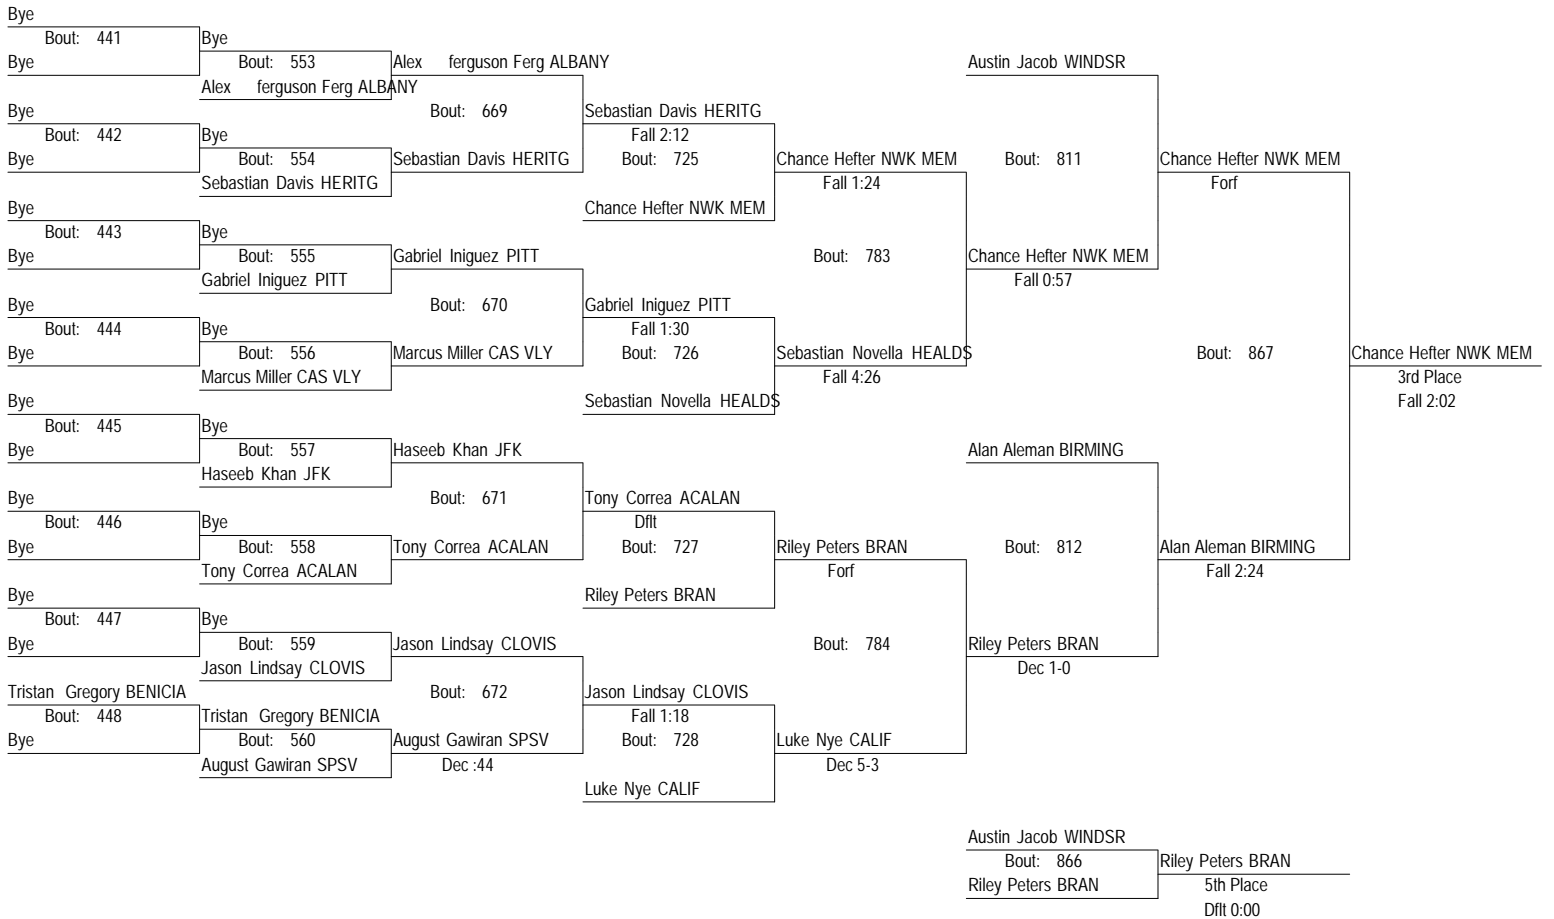 Bye
Bout: 441
Bye
Bye
Bout: 553
Alex ferguson Ferg ALBANY
Bye
Bout: 442
Bye
Bye
Bout: 554
Sebastian Davis HERITG
Bye
Bout: 443
Bye
Bye
Bout: 555
Gabriel Iniguez PITT
Bye
Bout: 444
Bye
Bye
Bout: 556
Marcus Miller CAS VLY
Bye
Bout: 445
Bye
Bye
Bout: 557
Haseeb Khan JFK
Bye
Bout: 446
Bye
Bye
Bout: 558
Tony Correa ACALAN
Bye
Bout: 447
Bye
Bye
Bout: 559
Jason Lindsay CLOVIS
Tristan Gregory BENICIA
Bout: 448
Bye
Tristan Gregory BENICIA
Bout: 560
August Gawiran SPSV
Alex ferguson Ferg ALBANY
Bout: 669
Sebastian Davis HERITG
Gabriel Iniguez PITT
Bout: 670
Marcus Miller CAS VLY
Haseeb Khan JFK
Bout: 671
Tony Correa ACALAN
Jason Lindsay CLOVIS
Bout: 672
August Gawiran SPSV
Dec :44
Sebastian Davis HERITG
Fall 2:12
Bout: 725
Chance Hefter NWK MEM
Gabriel Iniguez PITT
Fall 1:30
Bout: 726
Sebastian Novella HEALDS
Tony Correa ACALAN
Dflt
Bout: 727
Riley Peters BRAN
Jason Lindsay CLOVIS
Fall 1:18
Bout: 728
Luke Nye CALIF
Chance Hefter NWK MEM
Fall 1:24
Bout: 783
Sebastian Novella HEALDS
Fall 4:26
Riley Peters BRAN
Forf
Bout: 784
Luke Nye CALIF
Dec 5-3
Austin Jacob WINDSR
Bout: 811
Chance Hefter NWK MEM
Fall 0:57
Alan Aleman BIRMING
Bout: 812
Riley Peters BRAN
Dec 1-0
Chance Hefter NWK MEM
Forf
Bout: 867
Alan Aleman BIRMING
Fall 2:24
Chance Hefter NWK MEM
3rd Place
Fall 2:02
Austin Jacob WINDSR
Bout: 866
Riley Peters BRAN
Riley Peters BRAN
5th Place
Dflt 0:00